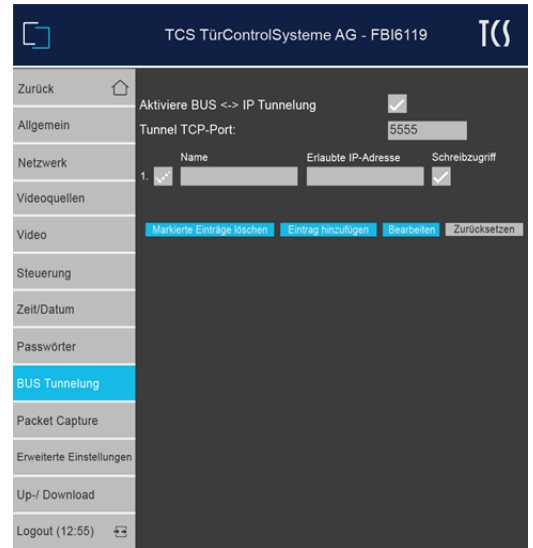 TCS TürControlSysteme AG - FBI6119
TCS
Zurück
Allgemein
Netzwerk
Videoquellen
Video
Steuerung
Zeit/Datum
Passwörter
BUS Tunnelung
Packet Capture
Erweiterte Einstellungen
Up-/ Download
Logout (12:55)
Aktiviere BUS <-> IP Tunnelung
Tunnel TCP-Port: 5555
Name Erlaubte IP-Adresse Schreibzugriff
1.
Markierte Einträge löschen Eintrag hinzufügen Bearbeiten Zurücksetzen